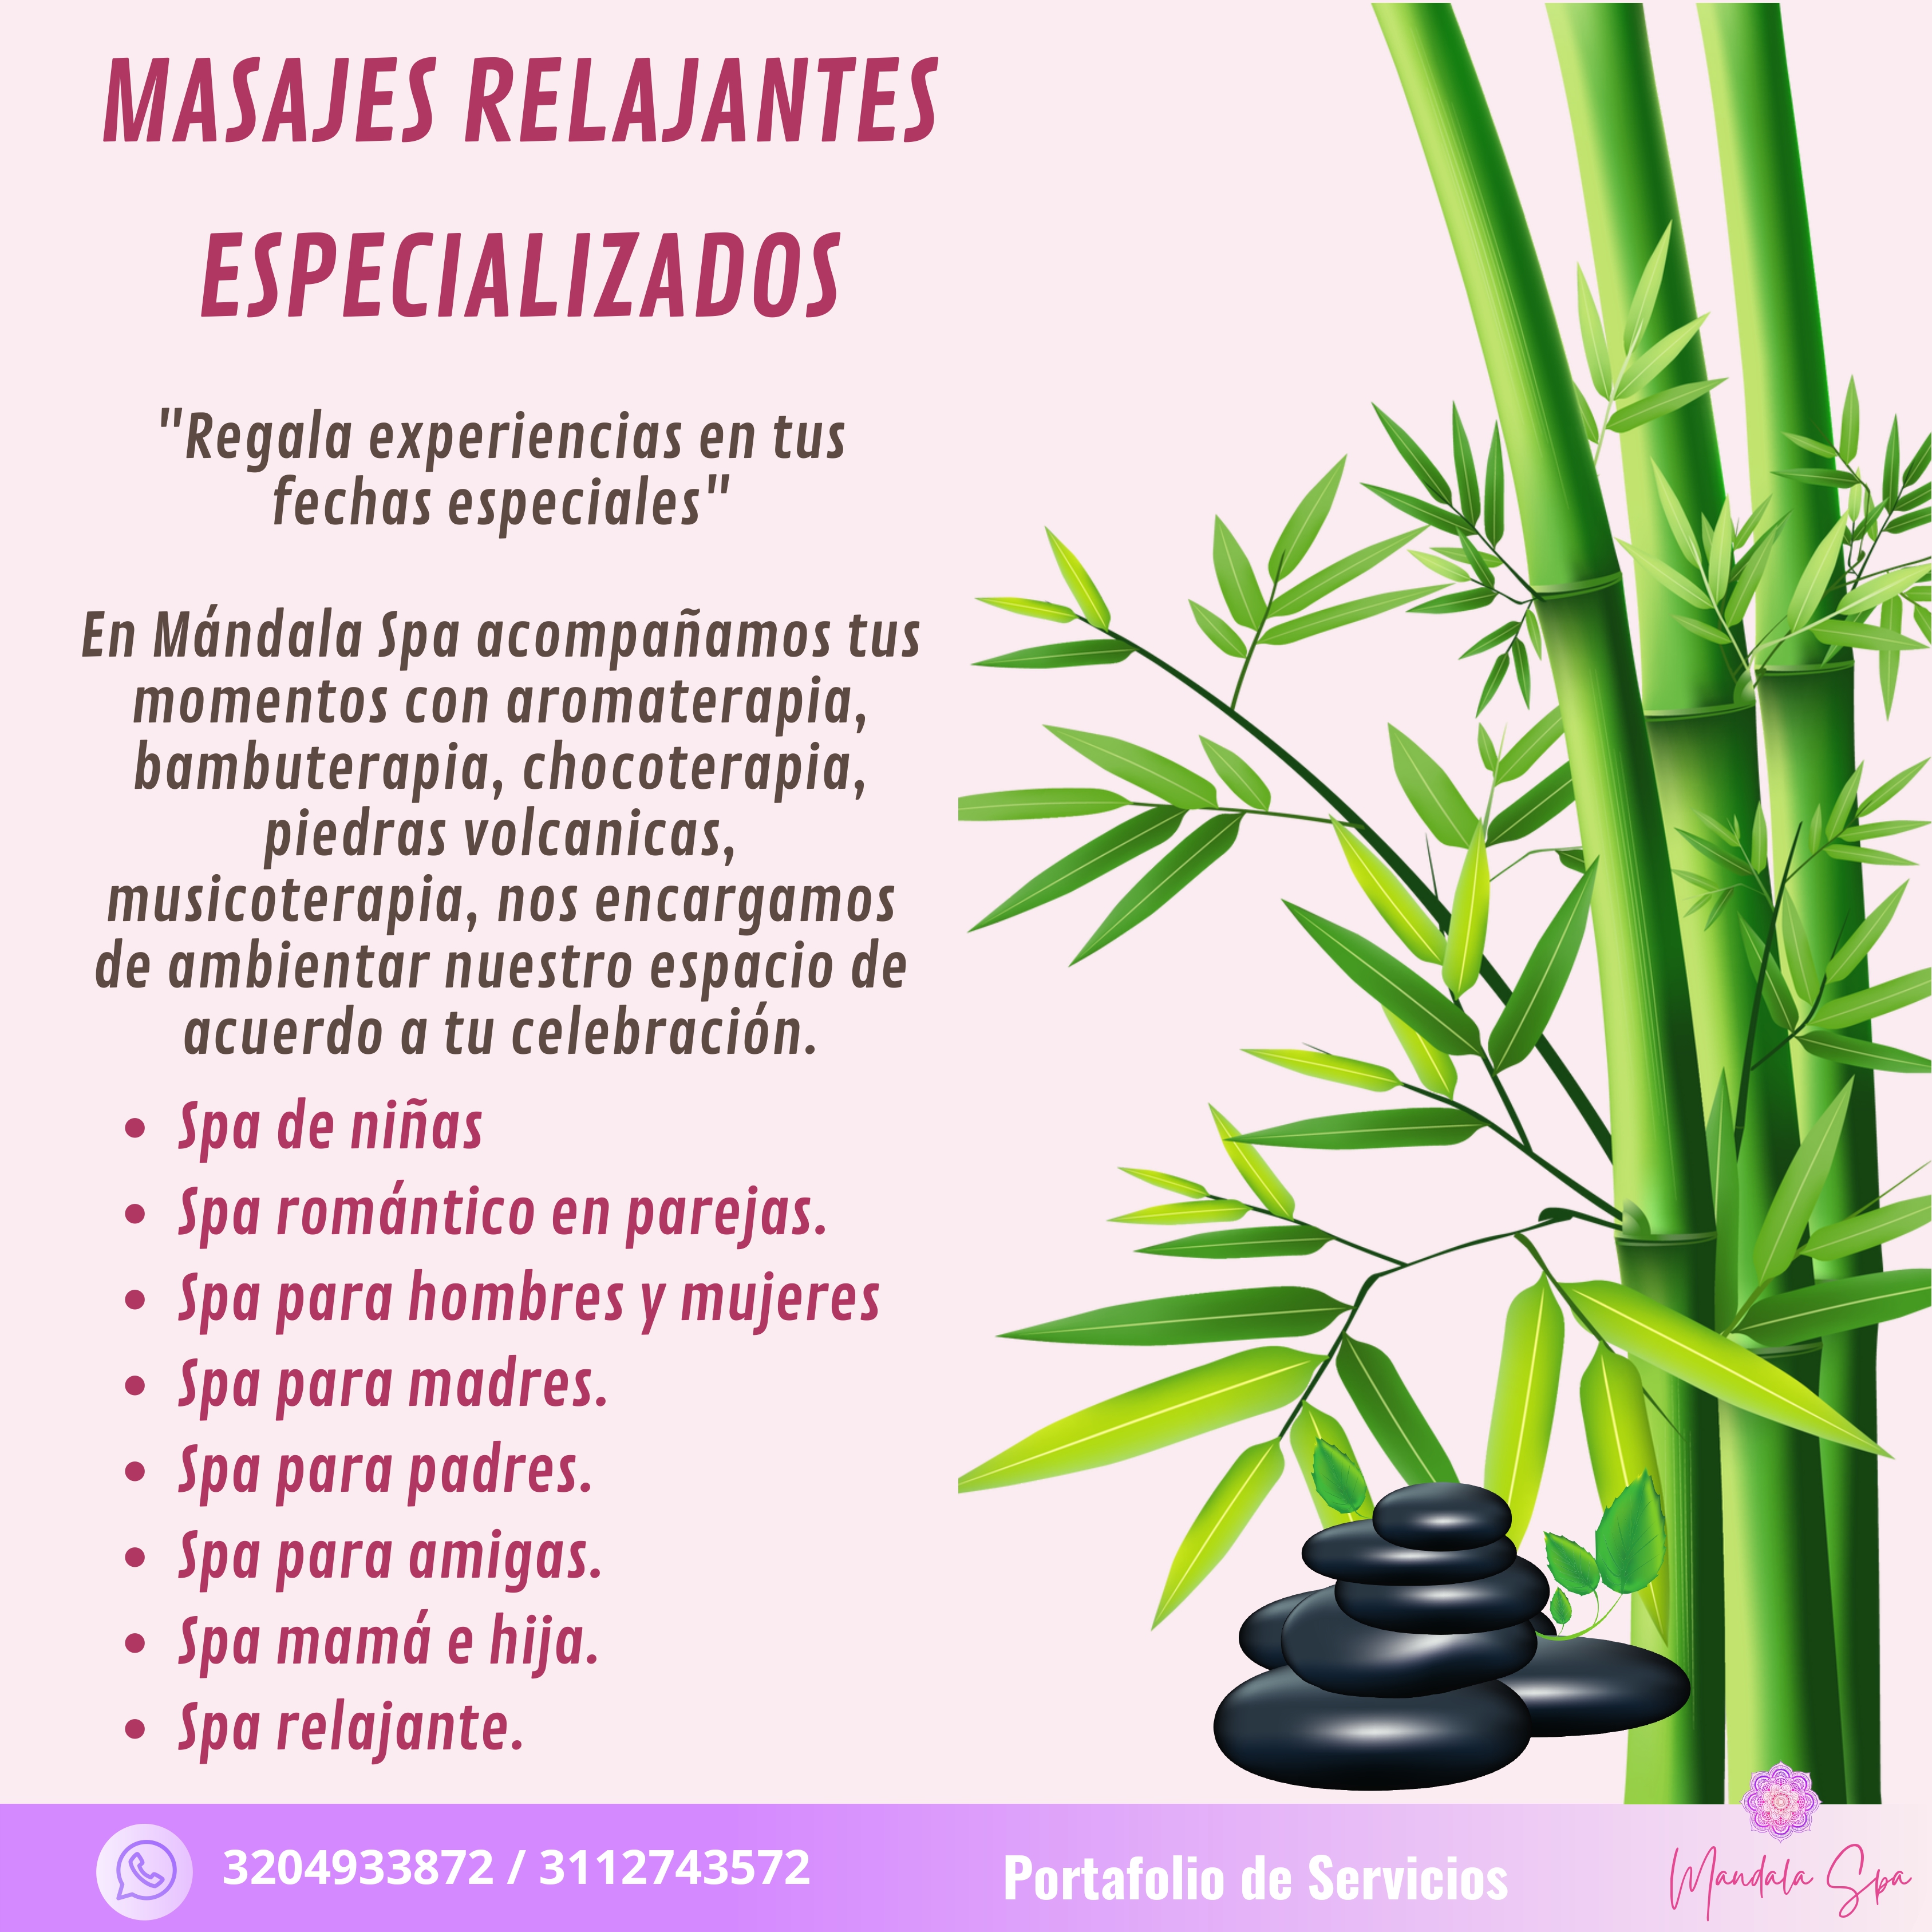 MASAJES RELAJANTES
ESPECIALIZADOS
"Regala experiencias en tus
fechas especiales"
En Mándala Spa acompañamos tus
momentos con aromaterapia,
bambuterapia, chocoterapia,
piedras volcanicas,
musicoterapia, nos encargamos
de ambientar nuestro espacio de
acuerdo a tu celebración.
• Spa de niñas
• Spa romántico en parejas.
• Spa para hombres y mujeres
• Spa para madres.
• Spa para padres.
• Spa para amigas.
• Spa mamá e hija.
• Spa relajante.
3204933872 / 3112743572
Portafolio de Servicios
Mandala Spa